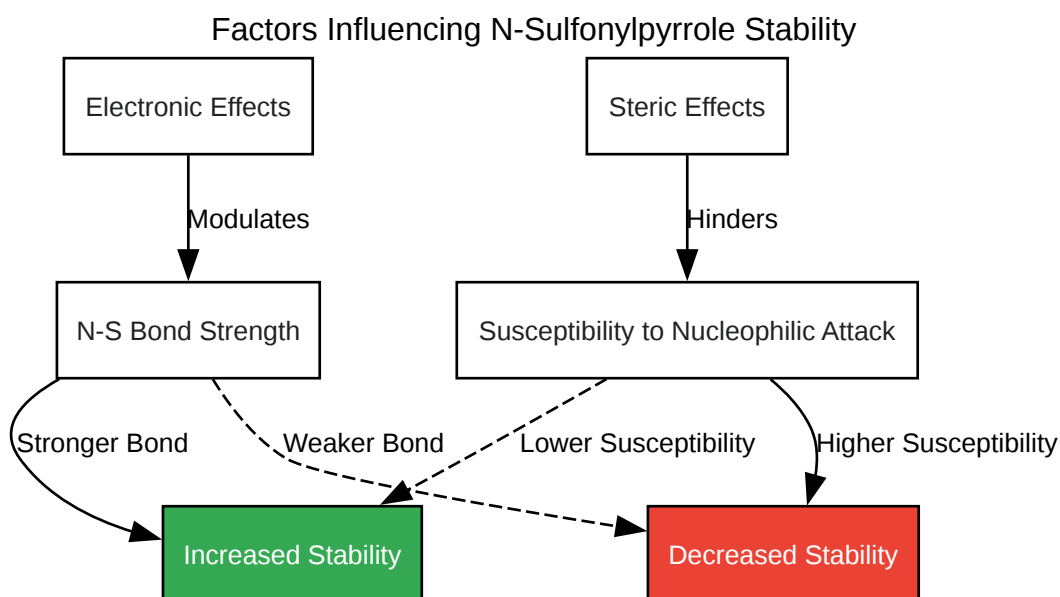 Factors Influencing N-Sulfonylpyrrole Stability
Electronic Effects
Steric Effects
Modulates
Hinders
N-S Bond Strength
Susceptibility to Nucleophilic Attack
Stronger Bond
Weaker Bond
Lower Susceptibility
Higher Susceptibility
Increased Stability
Decreased Stability